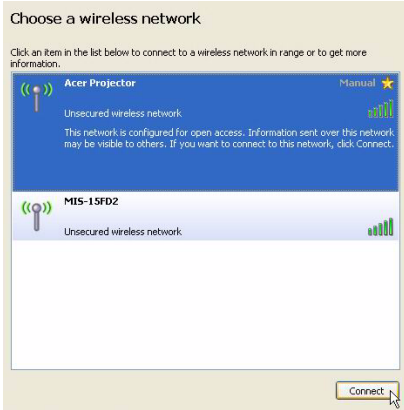 Choose a wireless network
Click an item in the list below to connect to a wireless network in range or to get more
information.
Acer Projector
Manual
Unsecured wireless network
This network is configured for open access. Information sent over this network
may be visible to others. If you want to connect to this network, click Connect.
MIS-15FD2
Unsecured wireless network
Connect